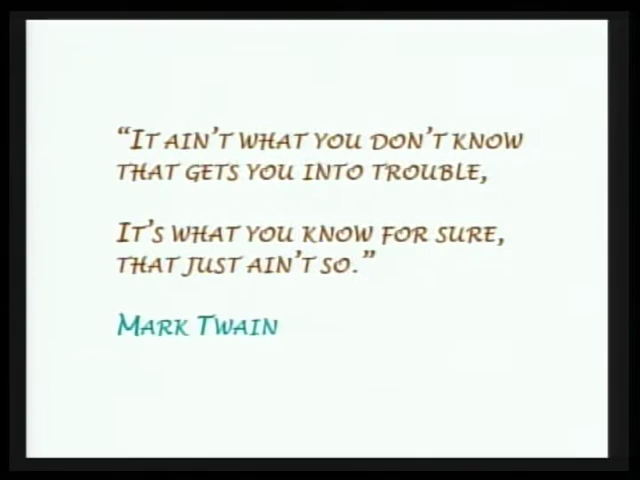 “It ain’t what you don’t know
that gets you into trouble,
It’s what you know for sure,
that just ain’t so.”
Mark Twain